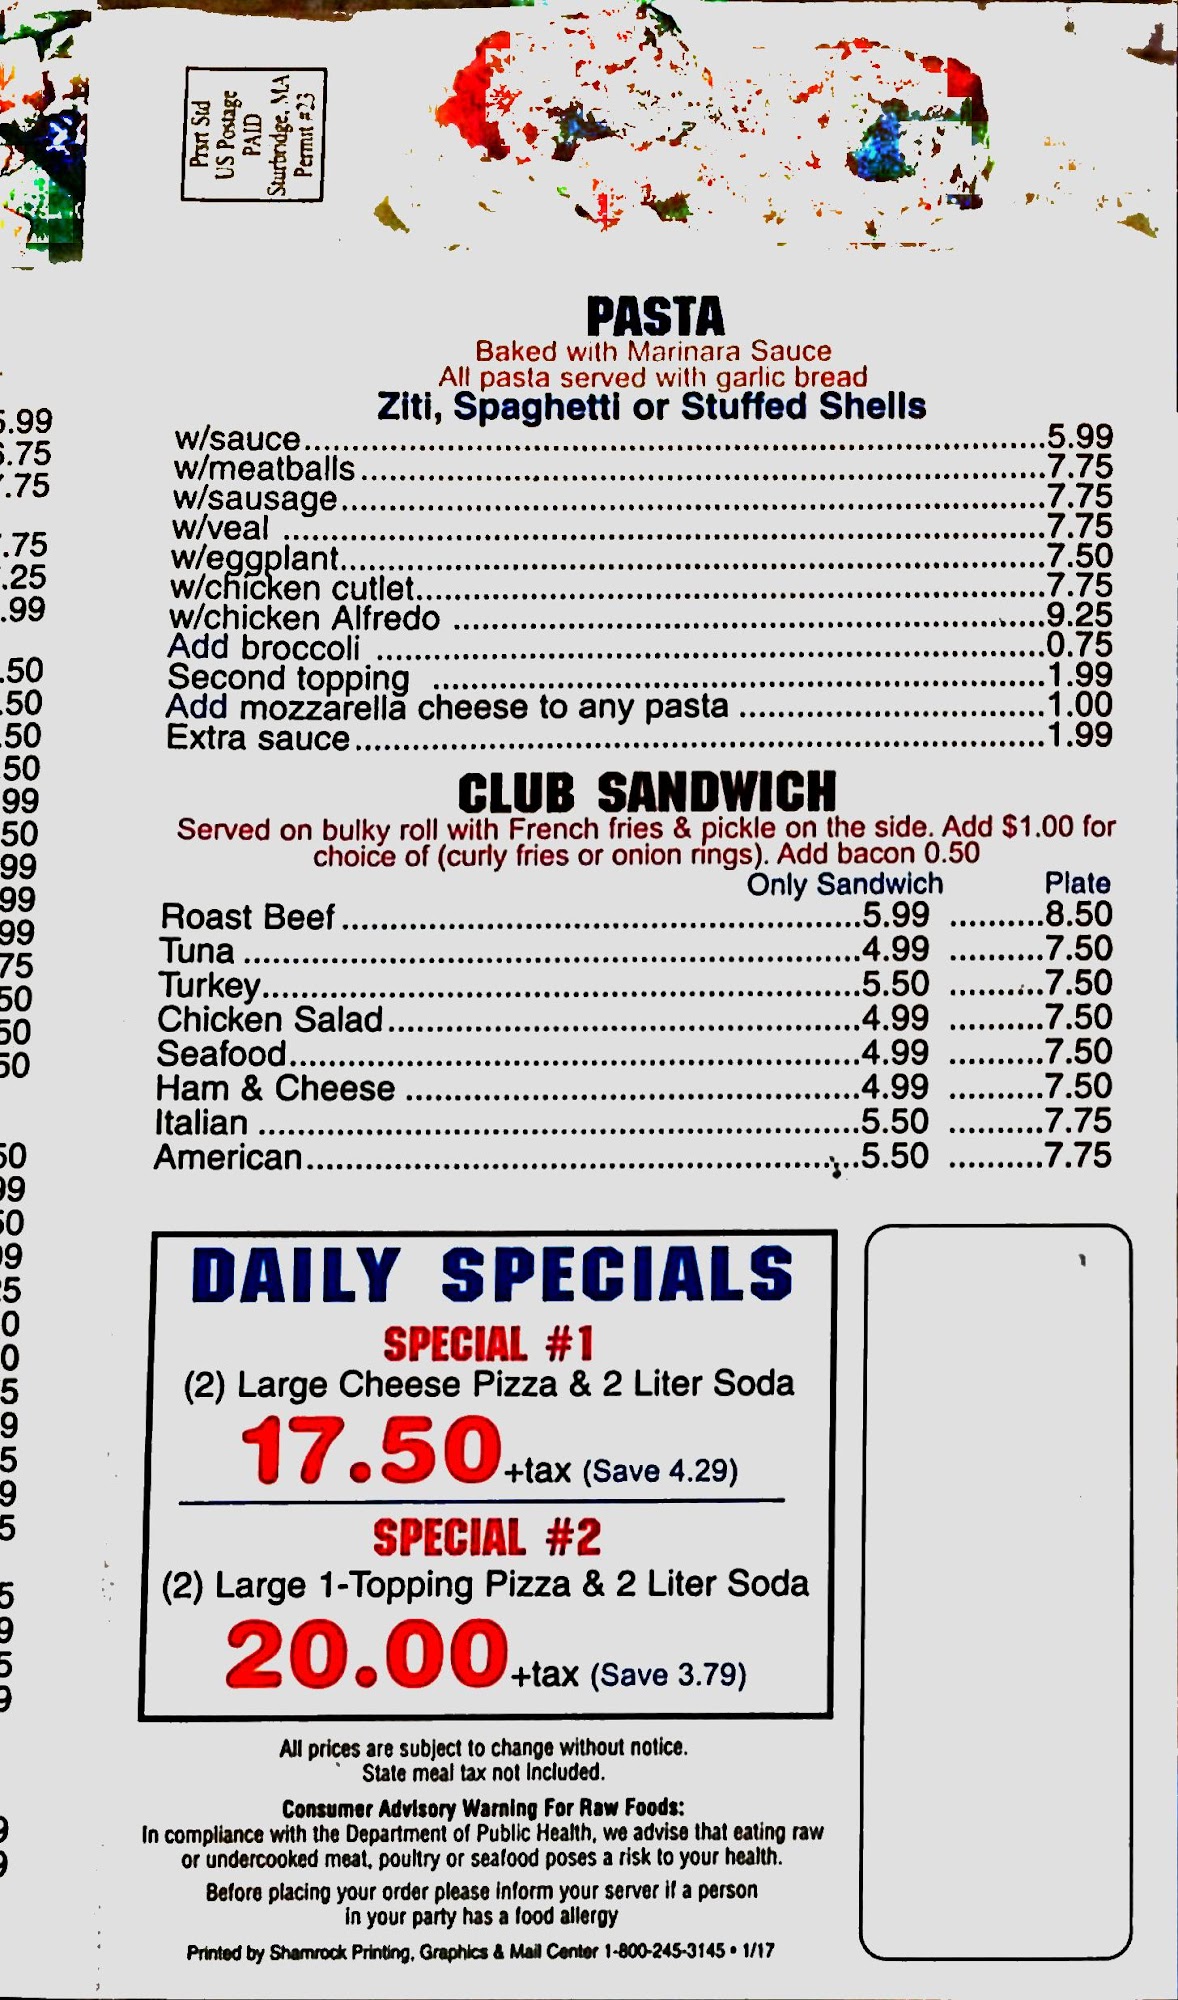 Prsrt Std
US Postage
PAID
Sturbridge, MA
Permit #23
PASTA
Baked with Marinara Sauce
All pasta served with garlic bread
Ziti, Spaghetti or Stuffed Shells
w/sauce.....5.99
w/meatballs.....7.75
w/sausage.....7.75
w/veal.....7.75
w/eggplant.....7.50
w/chicken cutlet.....7.75
w/chicken Alfredo.....9.25
Add broccoli.....0.75
Second topping.....1.99
Add mozzarella cheese to any pasta.....1.00
Extra sauce.....1.99
CLUB SANDWICH
Served on bulky roll with French fries & pickle on the side. Add $1.00 for
choice of (curly fries or onion rings). Add bacon 0.50
Only Sandwich Plate
Roast Beef.....5.99.....8.50
Tuna.....4.99.....7.50
Turkey.....5.50.....7.50
Chicken Salad.....4.99.....7.50
Seafood.....4.99.....7.50
Ham & Cheese.....4.99.....7.50
Italian.....5.50.....7.75
American.....5.50.....7.75
DAILY SPECIALS
SPECIAL #1
(2) Large Cheese Pizza & 2 Liter Soda
17.50 +tax (Save 4.29)
SPECIAL #2
(2) Large 1-Topping Pizza & 2 Liter Soda
20.00 +tax (Save 3.79)
All prices are subject to change without notice.
State meal tax not included.
Consumer Advisory Warning For Raw Foods:
In compliance with the Department of Public Health, we advise that eating raw
or undercooked meat, poultry or seafood poses a risk to your health.
Before placing your order please inform your server if a person
in your party has a food allergy
Printed by Shamrock Printing, Graphics & Mail Center 1-800-245-3145 • 1/17